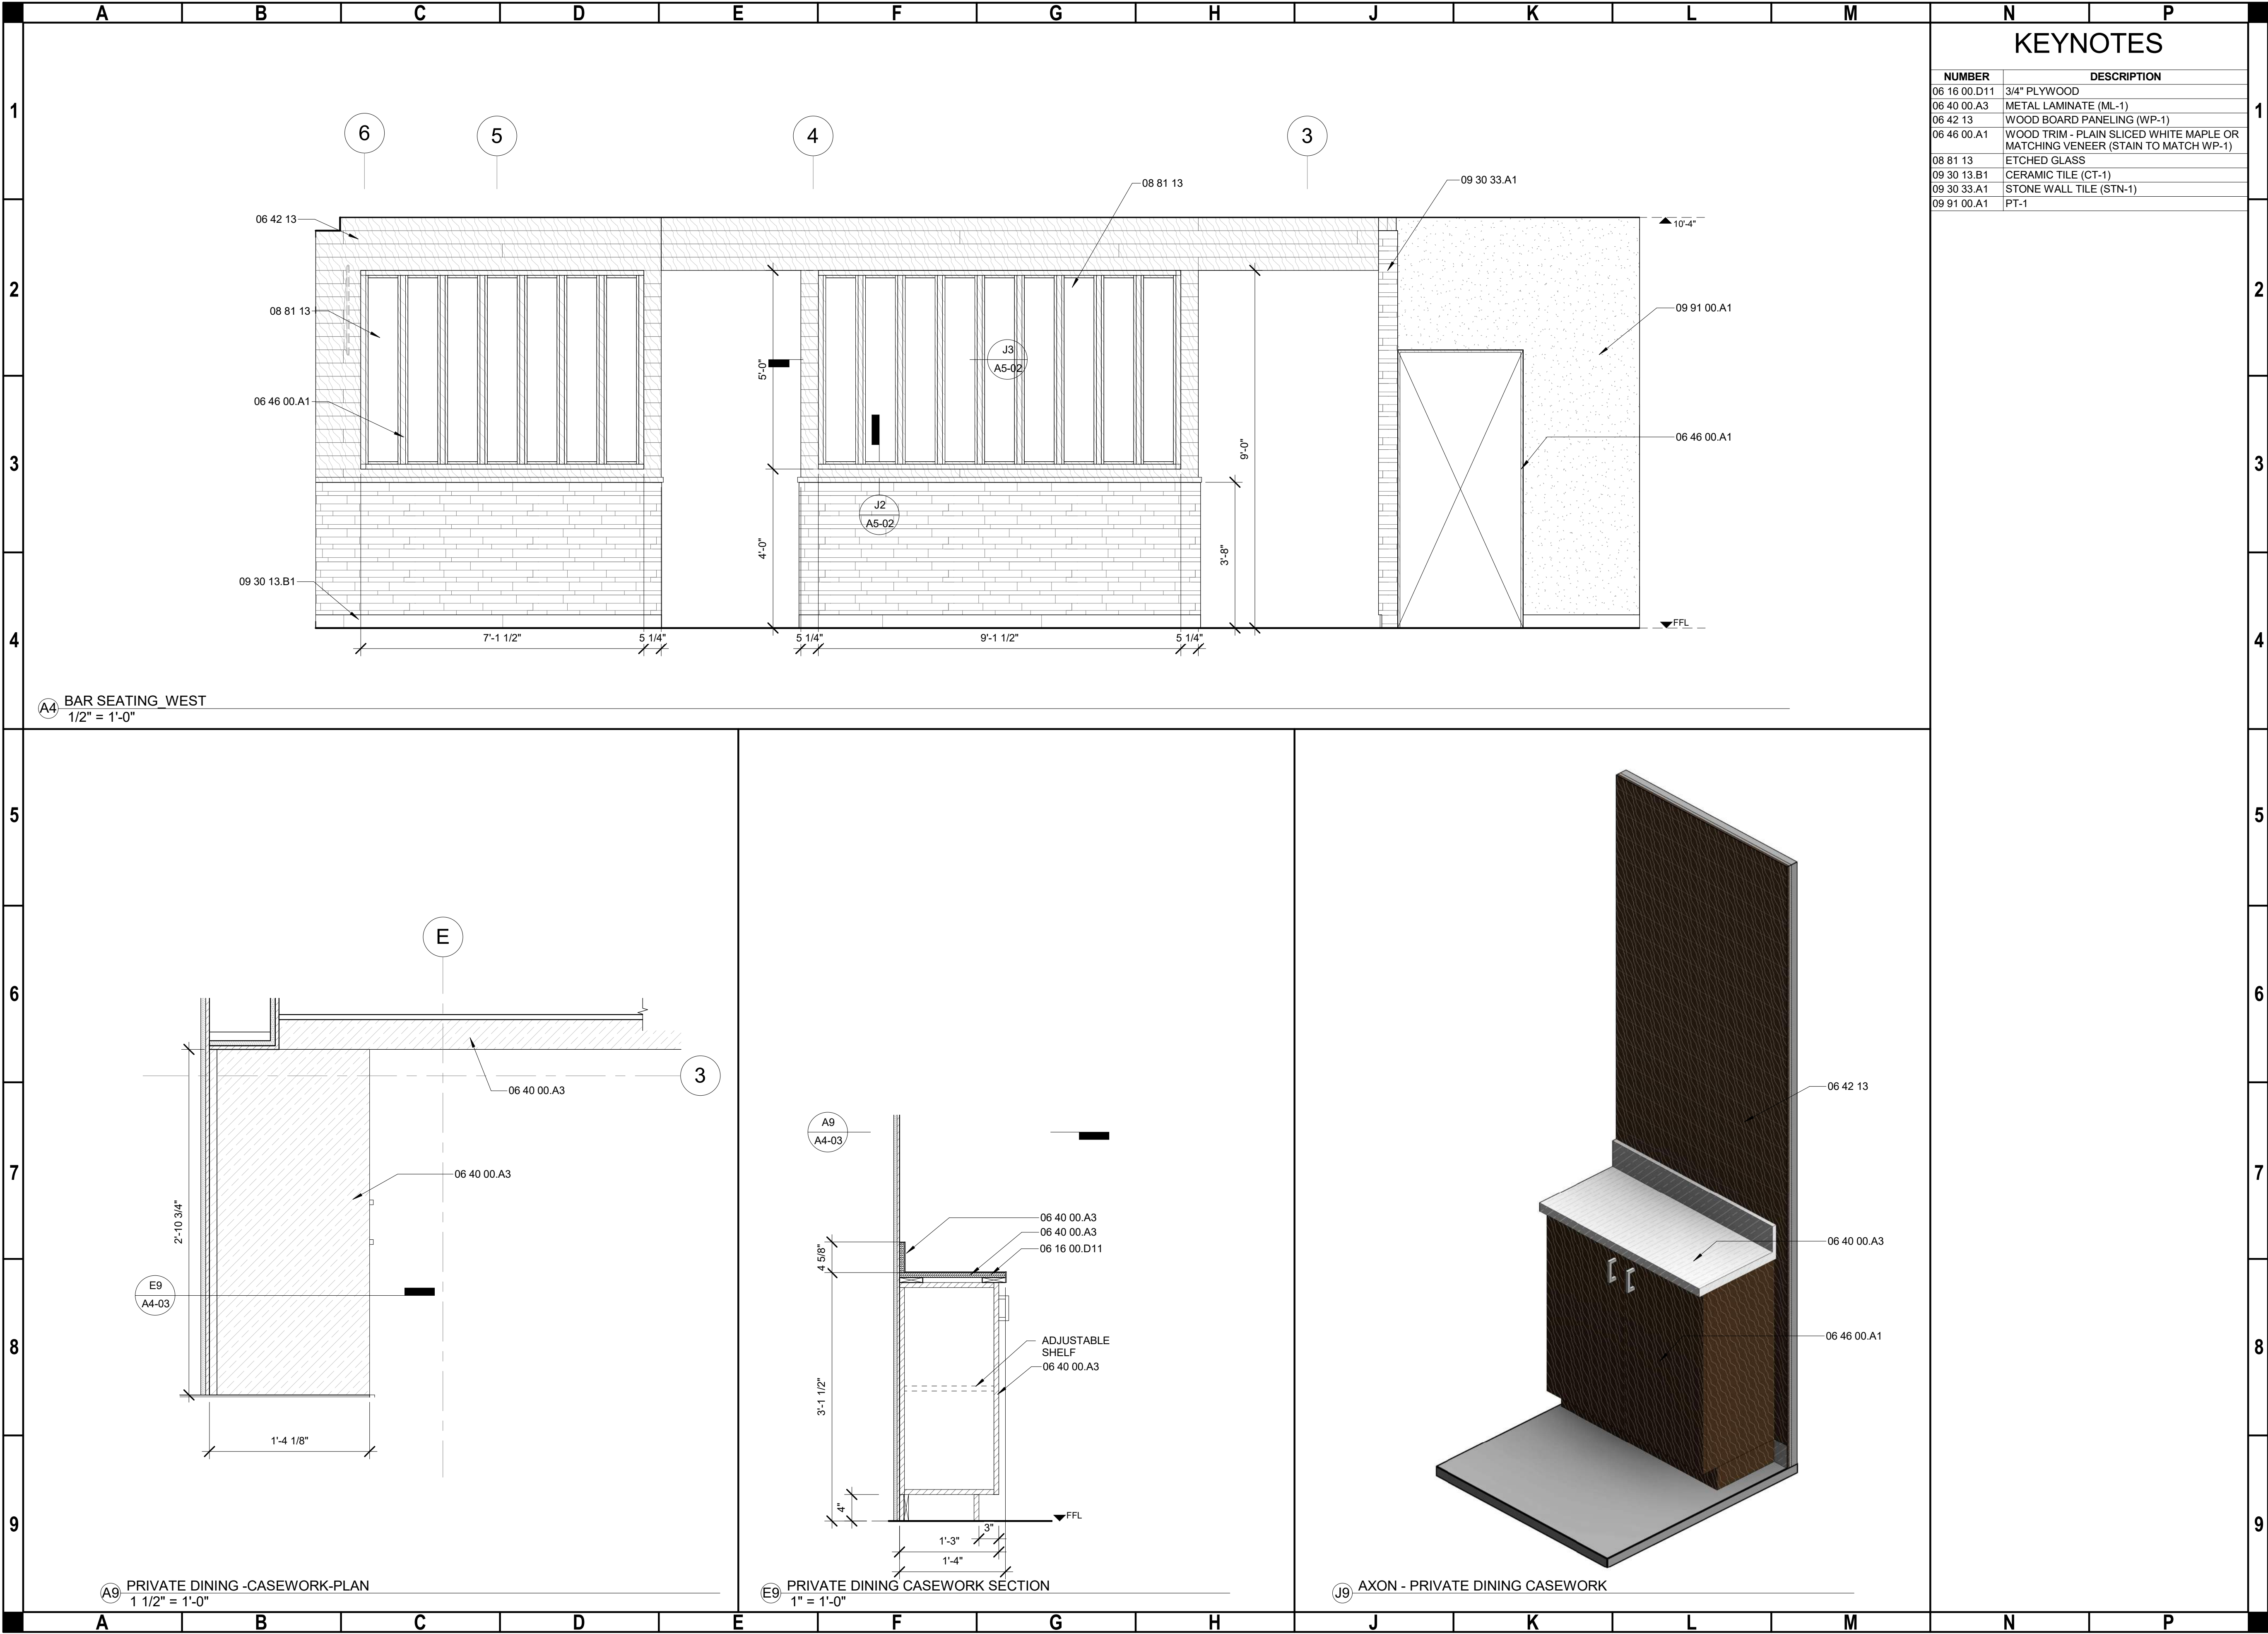 A B C D E F G H J K L M N P
1
2
3
4
5
6
7
8
9
KEYNOTES
NUMBER DESCRIPTION
06 16 00.D11 3/4" PLYWOOD
06 40 00.A3 METAL LAMINATE (ML-1)
06 42 13 WOOD BOARD PANELING (WP-1)
06 46 00.A1 WOOD TRIM - PLAIN SLICED WHITE MAPLE OR
MATCHING VENEER (STAIN TO MATCH WP-1)
08 81 13 ETCHED GLASS
09 30 13.B1 CERAMIC TILE (CT-1)
09 30 33.A1 STONE WALL TILE (STN-1)
09 91 00.A1 PT-1
6 5 4 3
08 81 13
09 30 33.A1
06 42 13
10'-4"
08 81 13
09 91 00.A1
J3
A5-02
5'-0"
06 46 00.A1
06 46 00.A1
9'-0"
J2
A5-02
4'-0"
3'-8"
09 30 13.B1
FFL
7'-1 1/2" 5 1/4" 5 1/4" 9'-1 1/2" 5 1/4"
A4 BAR SEATING_WEST
1/2" = 1'-0"
E
3
06 40 00.A3
06 40 00.A3
2'-10 3/4"
E9
A4-03
1'-4 1/8"
A9 PRIVATE DINING -CASEWORK-PLAN
1 1/2" = 1'-0"
A9
A4-03
06 40 00.A3
06 40 00.A3
06 16 00.D11
4 5/8"
ADJUSTABLE
SHELF
06 40 00.A3
3'-1 1/2"
4"
FFL
3"
1'-3"
1'-4"
E9 PRIVATE DINING CASEWORK SECTION
1" = 1'-0"
06 42 13
06 40 00.A3
06 46 00.A1
J9 AXON - PRIVATE DINING CASEWORK
1
2
3
4
5
6
7
8
9
A B C D E F G H J K L M N P